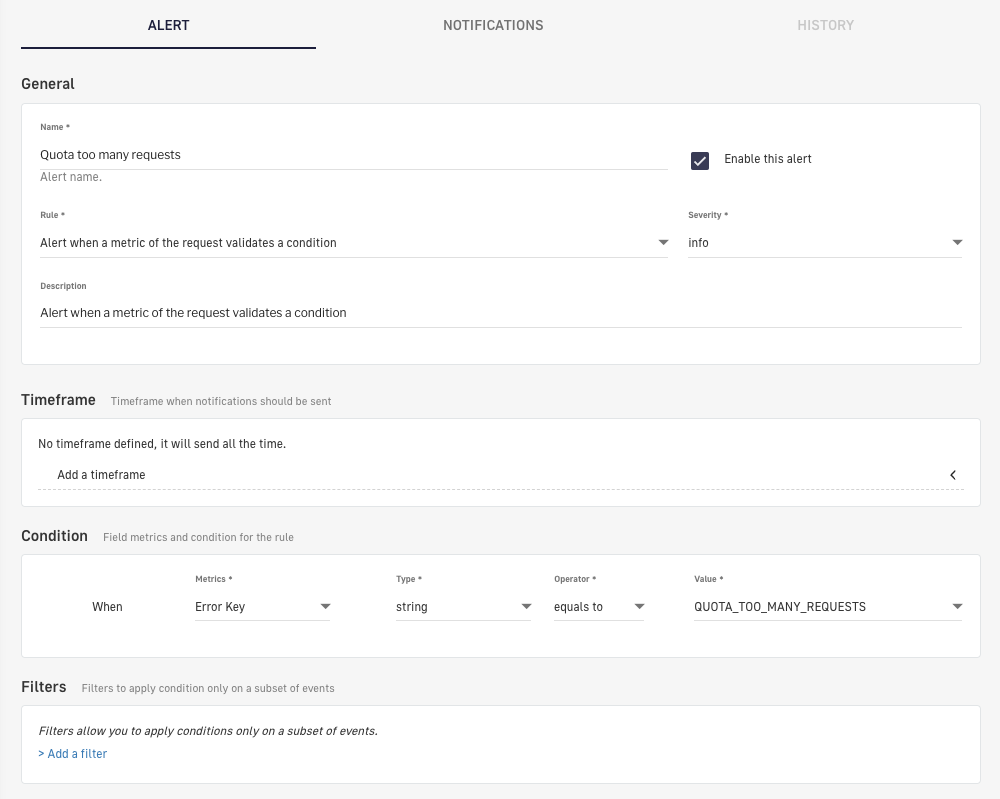 ALERT NOTIFICATIONS HISTORY
General
Name *
Quota too many requests
Enable this alert
Alert name.
Rule * Severity *
Alert when a metric of the request validates a condition info
Description
Alert when a metric of the request validates a condition
Timeframe Timeframe when notifications should be sent
No timeframe defined, it will send all the time.
Add a timeframe
Condition Field metrics and condition for the rule
Metrics * Type * Operator * Value *
When Error Key string equals to QUOTA_TOO_MANY_REQUESTS
Filters Filters to apply condition only on a subset of events
Filters allow you to apply conditions only on a subset of events.
> Add a filter